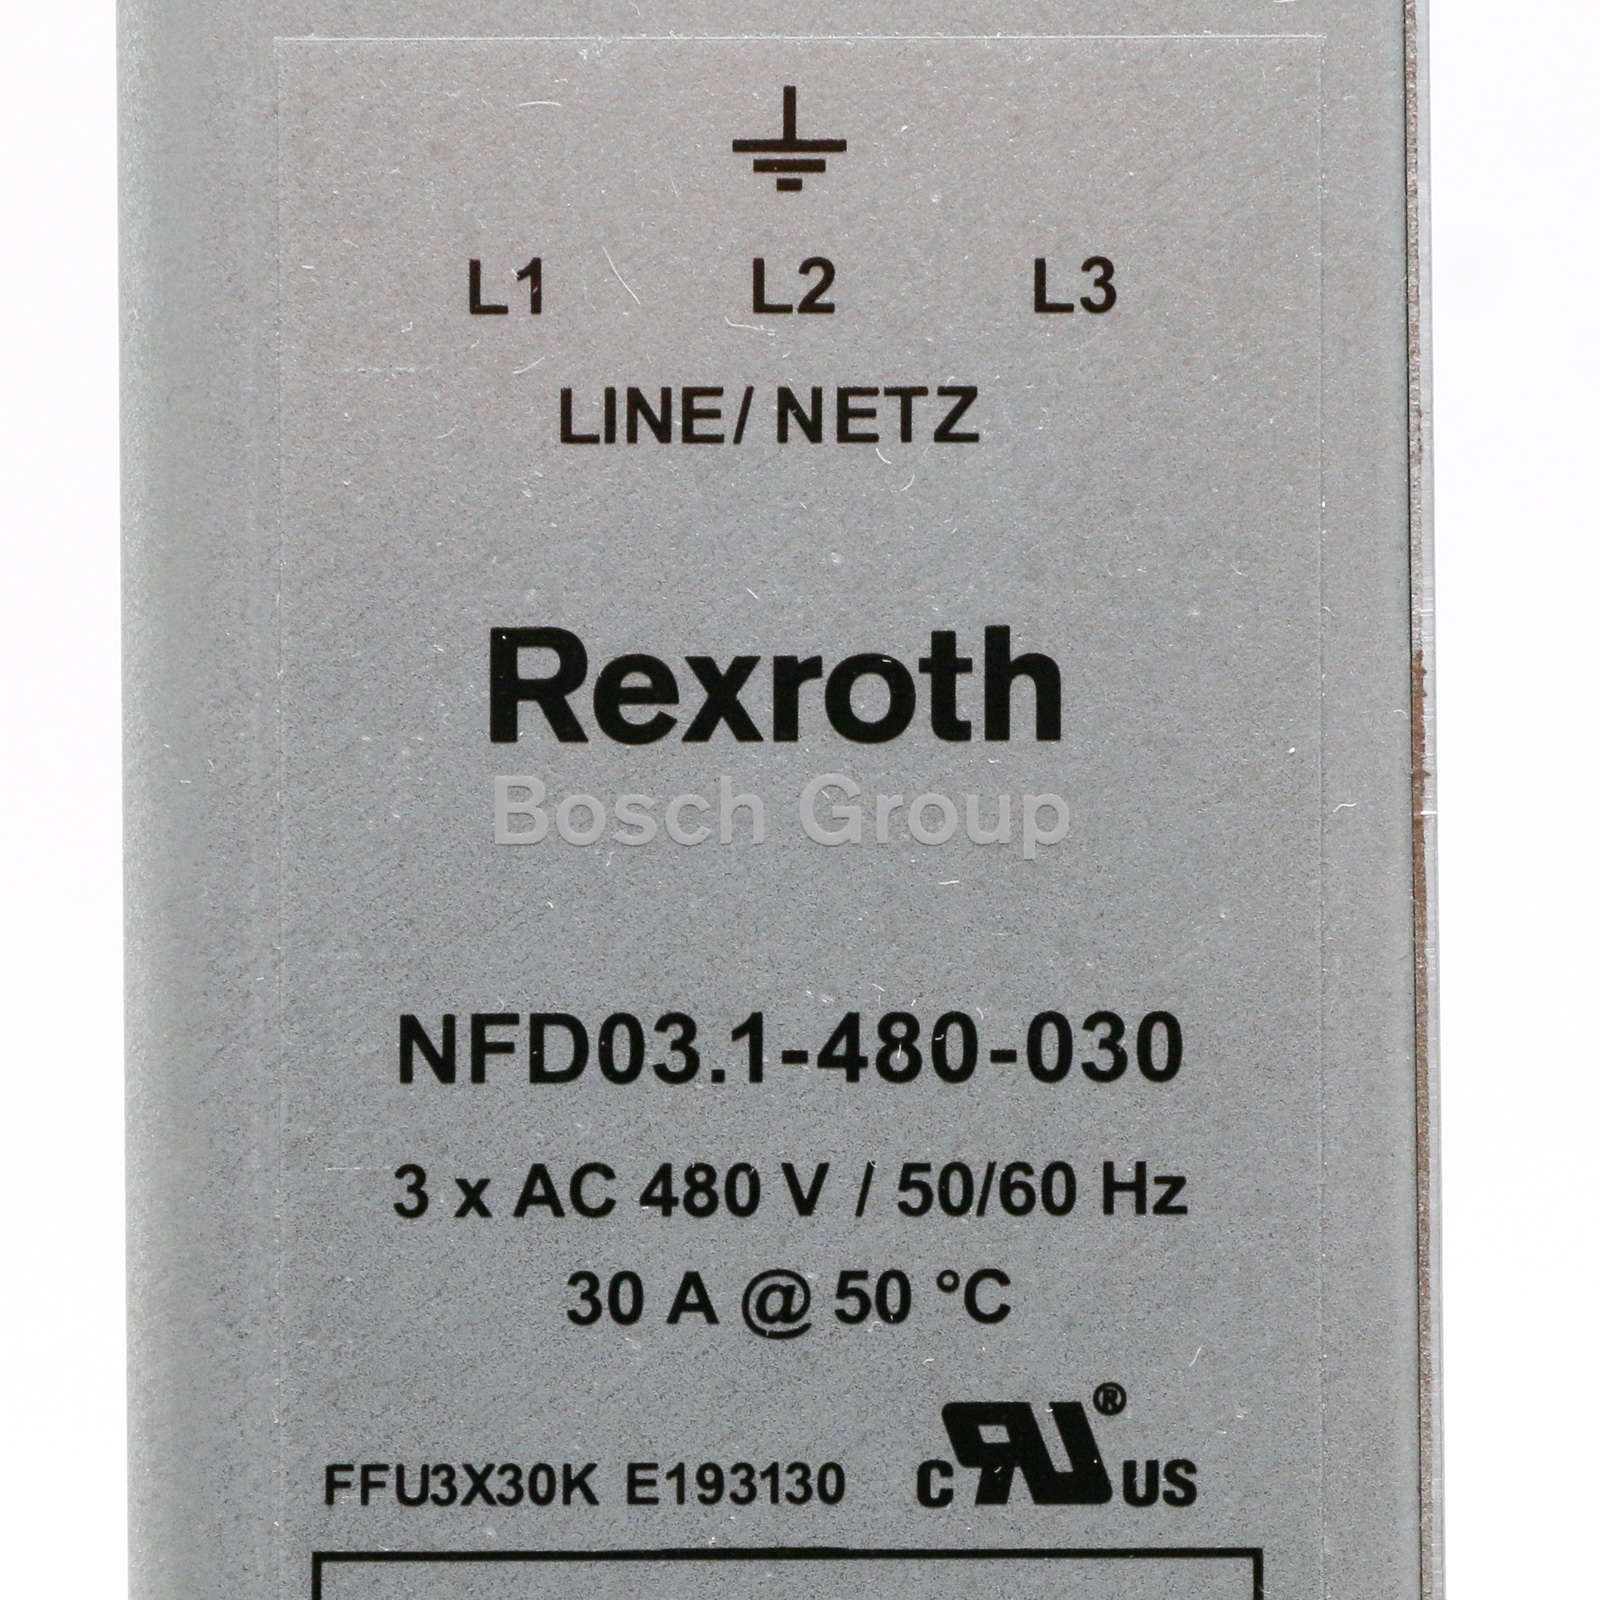 L1 L2 L3
LINE/ NETZ
Rexroth
Bosch Group
NFD03.1-480-030
3 x AC 480 V / 50/60 Hz
30 A @ 50 °C
FFU3X30K E193130 C RU® US